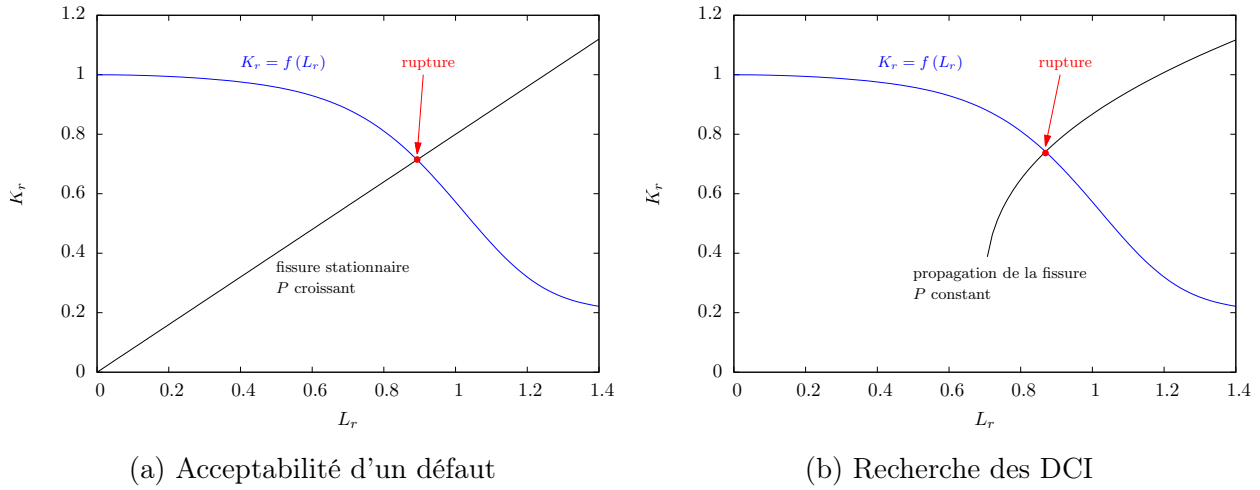 1.2
1
0.8
0.6
0.4
0.2
0
K_r
K_r = f (L_r)
rupture
fissure stationnaire
P croissant
0 0.2 0.4 0.6 0.8 1 1.2 1.4
L_r
(a) Acceptabilité d'un défaut
1.2
1
0.8
0.6
0.4
0.2
0
K_r
K_r = f (L_r)
rupture
propagation de la fissure
P constant
0 0.2 0.4 0.6 0.8 1 1.2 1.4
L_r
(b) Recherche des DCI